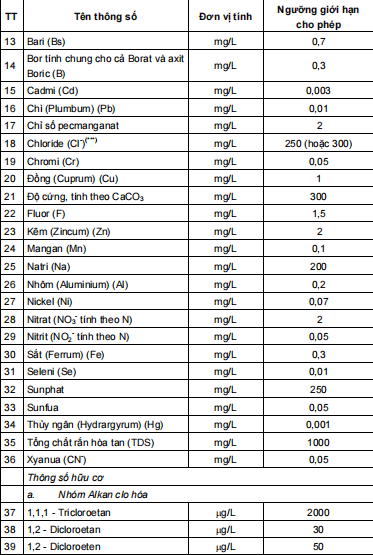 TT Tên thông số Đơn vị tính Ngưỡng giới hạn cho phép
13 Bari (Bs) mg/L 0,7
14 Bor tính chung cho cả Borat và axit Boric (B) mg/L 0,3
15 Cadmi (Cd) mg/L 0,003
16 Chì (Plumbum) (Pb) mg/L 0,01
17 Chỉ số pecmanganat mg/L 2
18 Chloride (Cl⁻)(***) mg/L 250 (hoặc 300)
19 Chromi (Cr) mg/L 0,05
20 Đồng (Cuprum) (Cu) mg/L 1
21 Độ cứng, tính theo CaCO₃ mg/L 300
22 Fluor (F) mg/L 1,5
23 Kẽm (Zincum) (Zn) mg/L 2
24 Mangan (Mn) mg/L 0,1
25 Natri (Na) mg/L 200
26 Nhôm (Aluminium) (Al) mg/L 0,2
27 Nickel (Ni) mg/L 0,07
28 Nitrat (NO₃⁻ tính theo N) mg/L 2
29 Nitrit (NO₂⁻ tính theo N) mg/L 0,05
30 Sắt (Ferrum) (Fe) mg/L 0,3
31 Seleni (Se) mg/L 0,01
32 Sunphat mg/L 250
33 Sunfua mg/L 0,05
34 Thủy ngân (Hydrargyrum) (Hg) mg/L 0,001
35 Tổng chất rắn hòa tan (TDS) mg/L 1000
36 Xyanua (CN⁻) mg/L 0,05
Thông số hữu cơ
a. Nhóm Alkan clo hóa
37 1,1,1 - Tricloroetan µg/L 2000
38 1,2 - Dicloroetan µg/L 30
39 1,2 - Dicloroeten µg/L 50